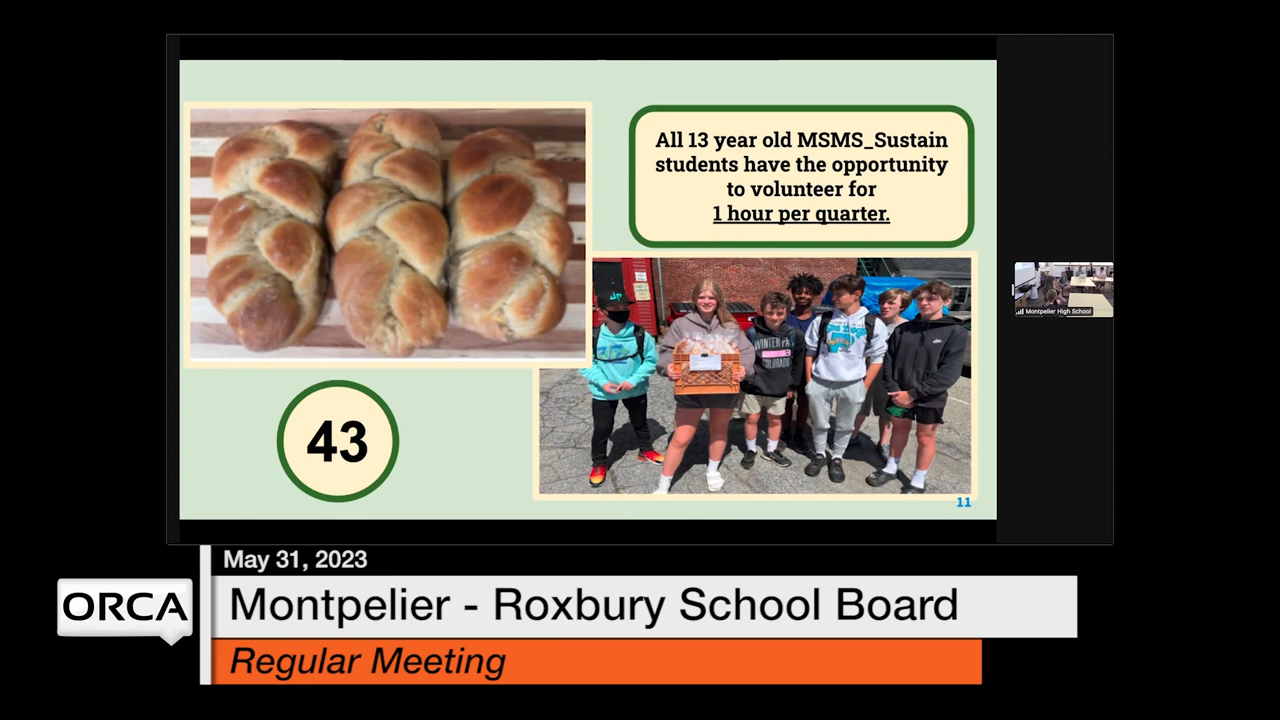 All 13 year old MSMS_Sustain
students have the opportunity
to volunteer for
1 hour per quarter.
43
11
Montpelier High School
May 31, 2023
ORCA
Montpelier - Roxbury School Board
Regular Meeting